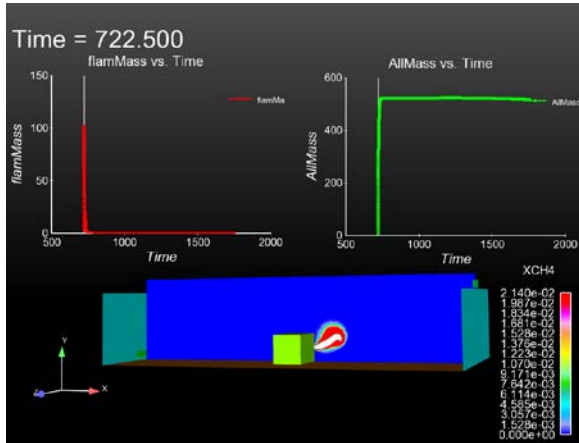 Time = 722.500
flamMass vs. Time
150
100
50
0
flamMass
flamMa
500
1000
1500
2000
Time
AllMass vs. Time
600
400
200
0
AllMass
AllMass
500
1000
1500
2000
Time
XCH4
2.140e-02
1.987e-02
1.834e-02
1.681e-02
1.528e-02
1.376e-02
1.223e-02
1.070e-02
9.171e-03
7.642e-03
6.114e-03
4.585e-03
3.057e-03
1.528e-03
0.000e+00
Y
Z
X